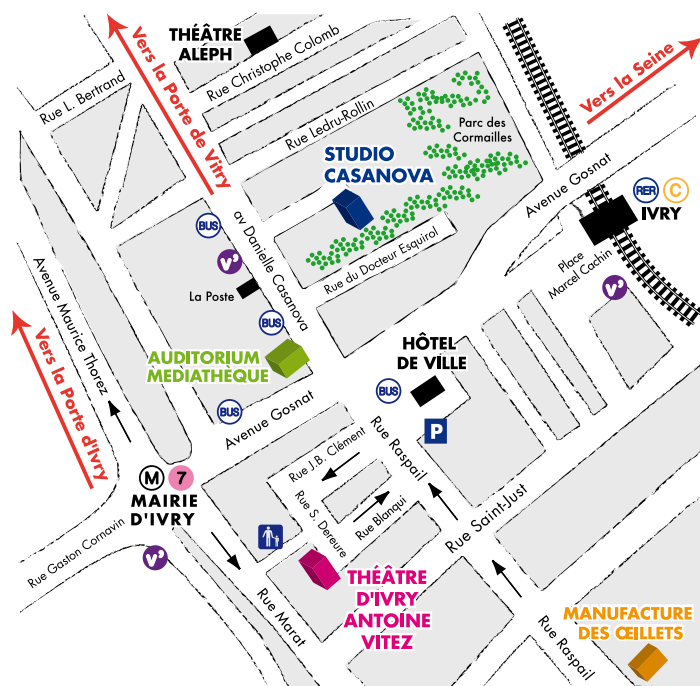 THÉÂTRE
ALÉPH
Rue Christophe Colomb
Vers la Porte de Vitry
Rue L. Bertrand
Rue Ledru-Rollin
Parc des
Cormailles
Vers la Seine
STUDIO
CASANOVA
Avenue Gosnat
RER C
IVRY
BUS
av Danielle Casanova
v'
Rue du Docteur Esquirol
Place
Marcel Cachin
v'
La Poste
BUS
Avenue Maurice Thorez
Vers la Porte d'Ivry
AUDITORIUM
MEDIATHÈQUE
HÔTEL
DE VILLE
BUS
BUS
Avenue Gosnat
P
Rue J.B. Clément
Rue Raspail
M 7
MAIRIE
D'IVRY
Rue S. Dereure
Rue Blanqui
Rue Saint-Just
Rue Gaston Cornavin
v'
THÉÂTRE
D'IVRY
ANTOINE
VITEZ
Rue Marat
MANUFACTURE
DES ŒILLETS
Rue Raspail